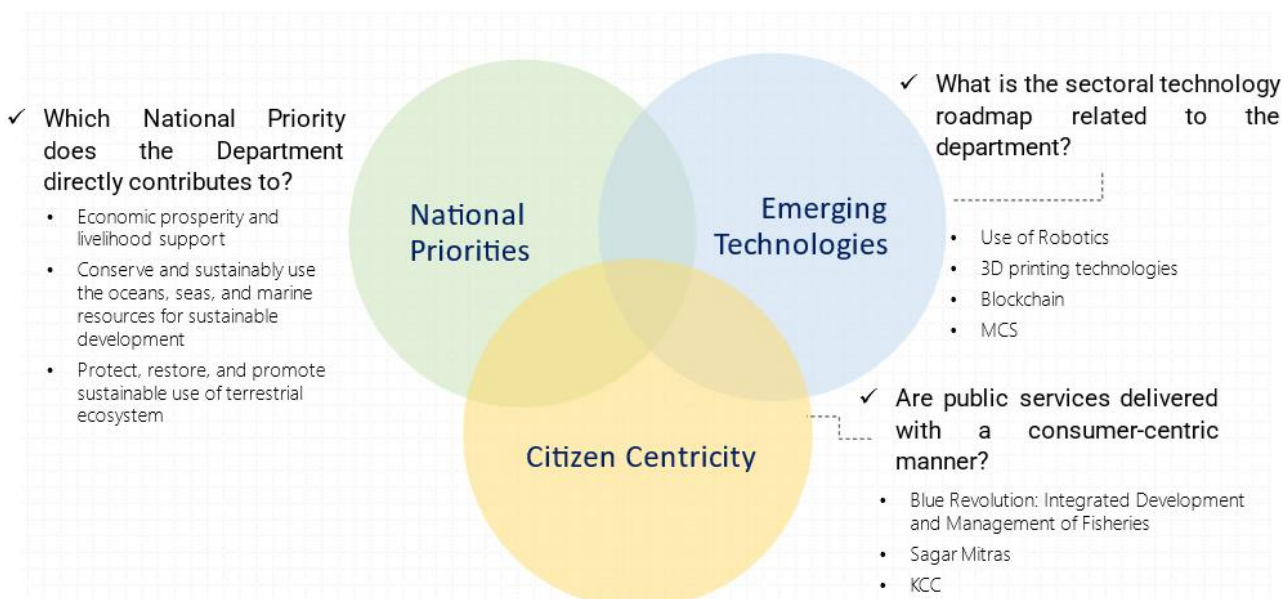 ✓ Which National Priority
does the Department
directly contributes to?
• Economic prosperity and
livelihood support
• Conserve and sustainably use
the oceans, seas, and marine
resources for sustainable
development
• Protect, restore, and promote
sustainable use of terrestrial
ecosystem
National
Priorities
Emerging
Technologies
Citizen Centricity
✓ What is the sectoral technology
roadmap related to the
department?
• Use of Robotics
• 3D printing technologies
• Blockchain
• MCS
✓ Are public services delivered
with a consumer-centric
manner?
• Blue Revolution: Integrated Development
and Management of Fisheries
• Sagar Mitras
• KCC